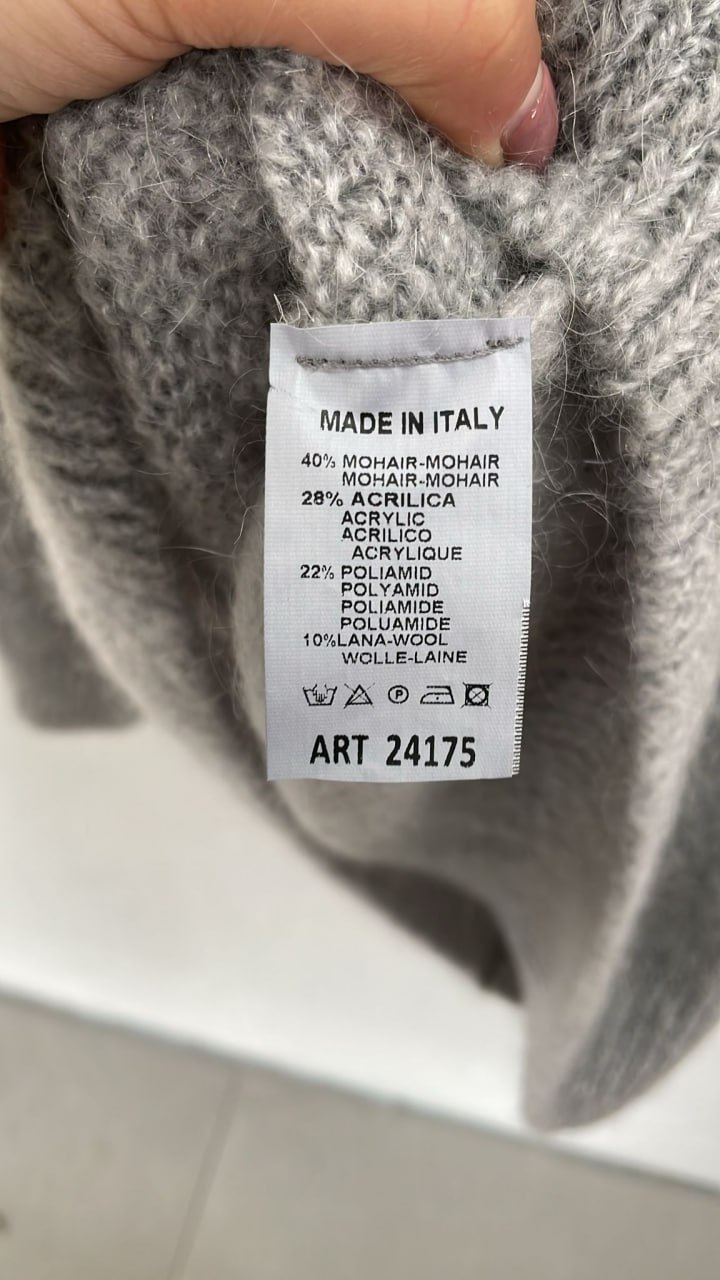 MADE IN ITALY
40% MOHAIR-MOHAIR
MOHAIR-MOHAIR
28% ACRILICA
ACRYLIC
ACRILICO
ACRYLIQUE
22% POLIAMID
POLYAMID
POLIAMIDE
POLUAMIDE
10%LANA-WOOL
WOLLE-LAINE
P
ART 24175